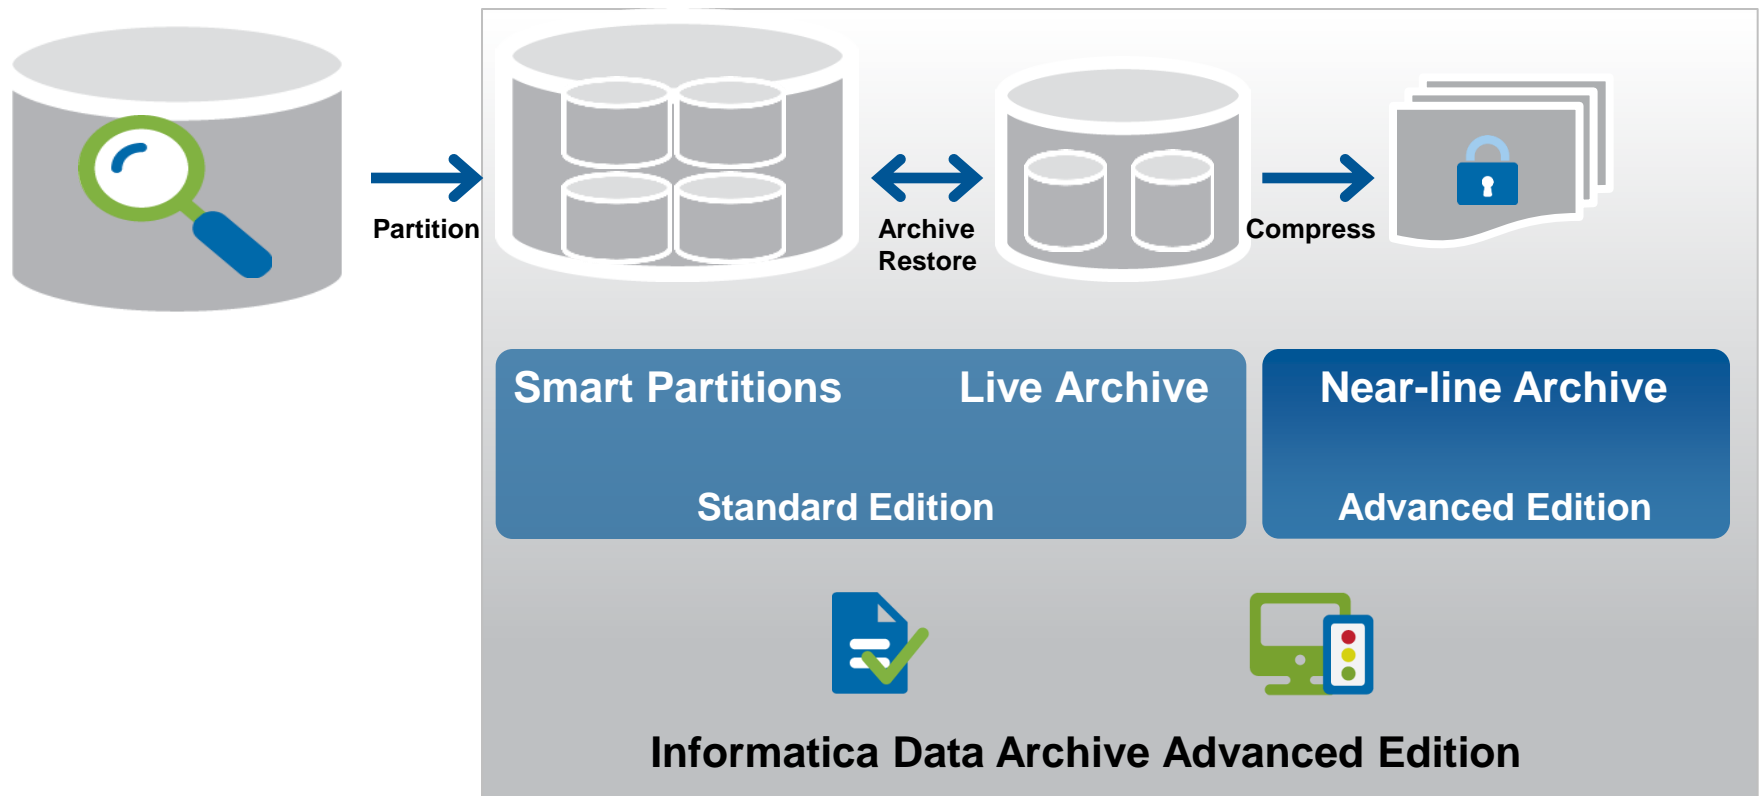 Partition
Archive
Restore
Compress
Smart Partitions
Live Archive
Near-line Archive
Standard Edition
Advanced Edition
Informatica Data Archive Advanced Edition